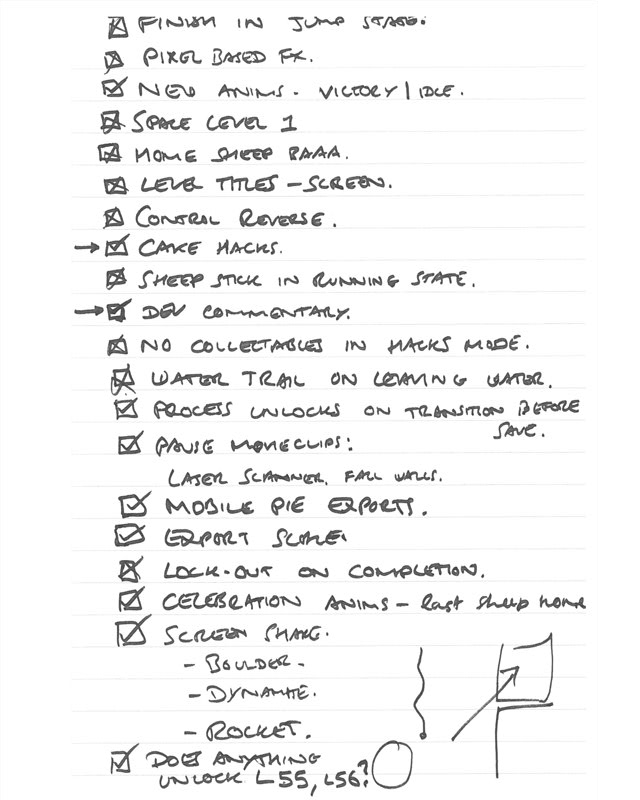 FINISH IN JUMP STATE.
PIXEL BASED FX.
NEW ANIMS - VICTORY / IDLE.
SPACE LEVEL 1
HOME SHEEP BAAA.
LEVEL TITLES - SCREEN.
CONTROL REVERSE.
→ CAKE HACKS.
SHEEP STICK IN RUNNING STATE.
→ DEV COMMENTARY.
NO COLLECTABLES IN HACKS MODE.
WATER TRAIL ON LEAVING WATER.
PROCESS UNLOCKS ON TRANSITION BEFORE
SAVE.
PAUSE MOVIECLIPS:
LASER SCANNER, FALL WALLS.
MOBILE PIE EXPORTS.
EXPORT SCALE.
LOCK-OUT ON COMPLETION.
CELEBRATION ANIMS - last sheep home
SCREEN SHAKE.
- BOULDER.
- DYNAMITE.
- ROCKET.
DOES ANYTHING
UNLOCK L55, L56?